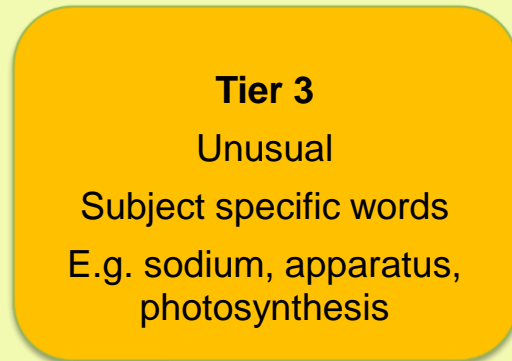 Tier 3
Unusual
Subject specific words
E.g. sodium, apparatus,
photosynthesis